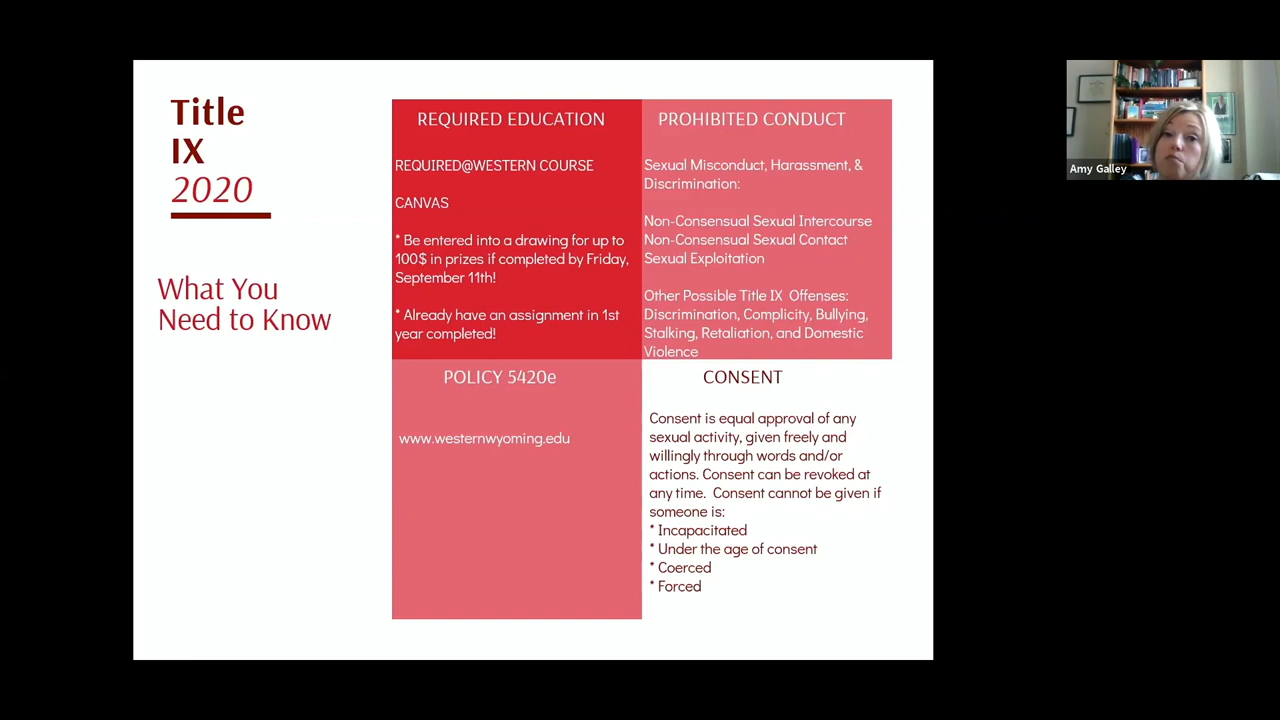 Title
IX
2020
What You
Need to Know
REQUIRED EDUCATION
REQUIRED@WESTERN COURSE
CANVAS
* Be entered into a drawing for up to
100$ in prizes if completed by Friday,
September 11th!
* Already have an assignment in 1st
year completed!
PROHIBITED CONDUCT
Sexual Misconduct, Harassment, &
Discrimination:
Non-Consensual Sexual Intercourse
Non-Consensual Sexual Contact
Sexual Exploitation
Other Possible Title IX Offenses:
Discrimination, Complicity, Bullying,
Stalking, Retaliation, and Domestic
Violence
POLICY 5420e
www.westernwyoming.edu
CONSENT
Consent is equal approval of any
sexual activity, given freely and
willingly through words and/or
actions. Consent can be revoked at
any time. Consent cannot be given if
someone is:
* Incapacitated
* Under the age of consent
* Coerced
* Forced
Amy Galley